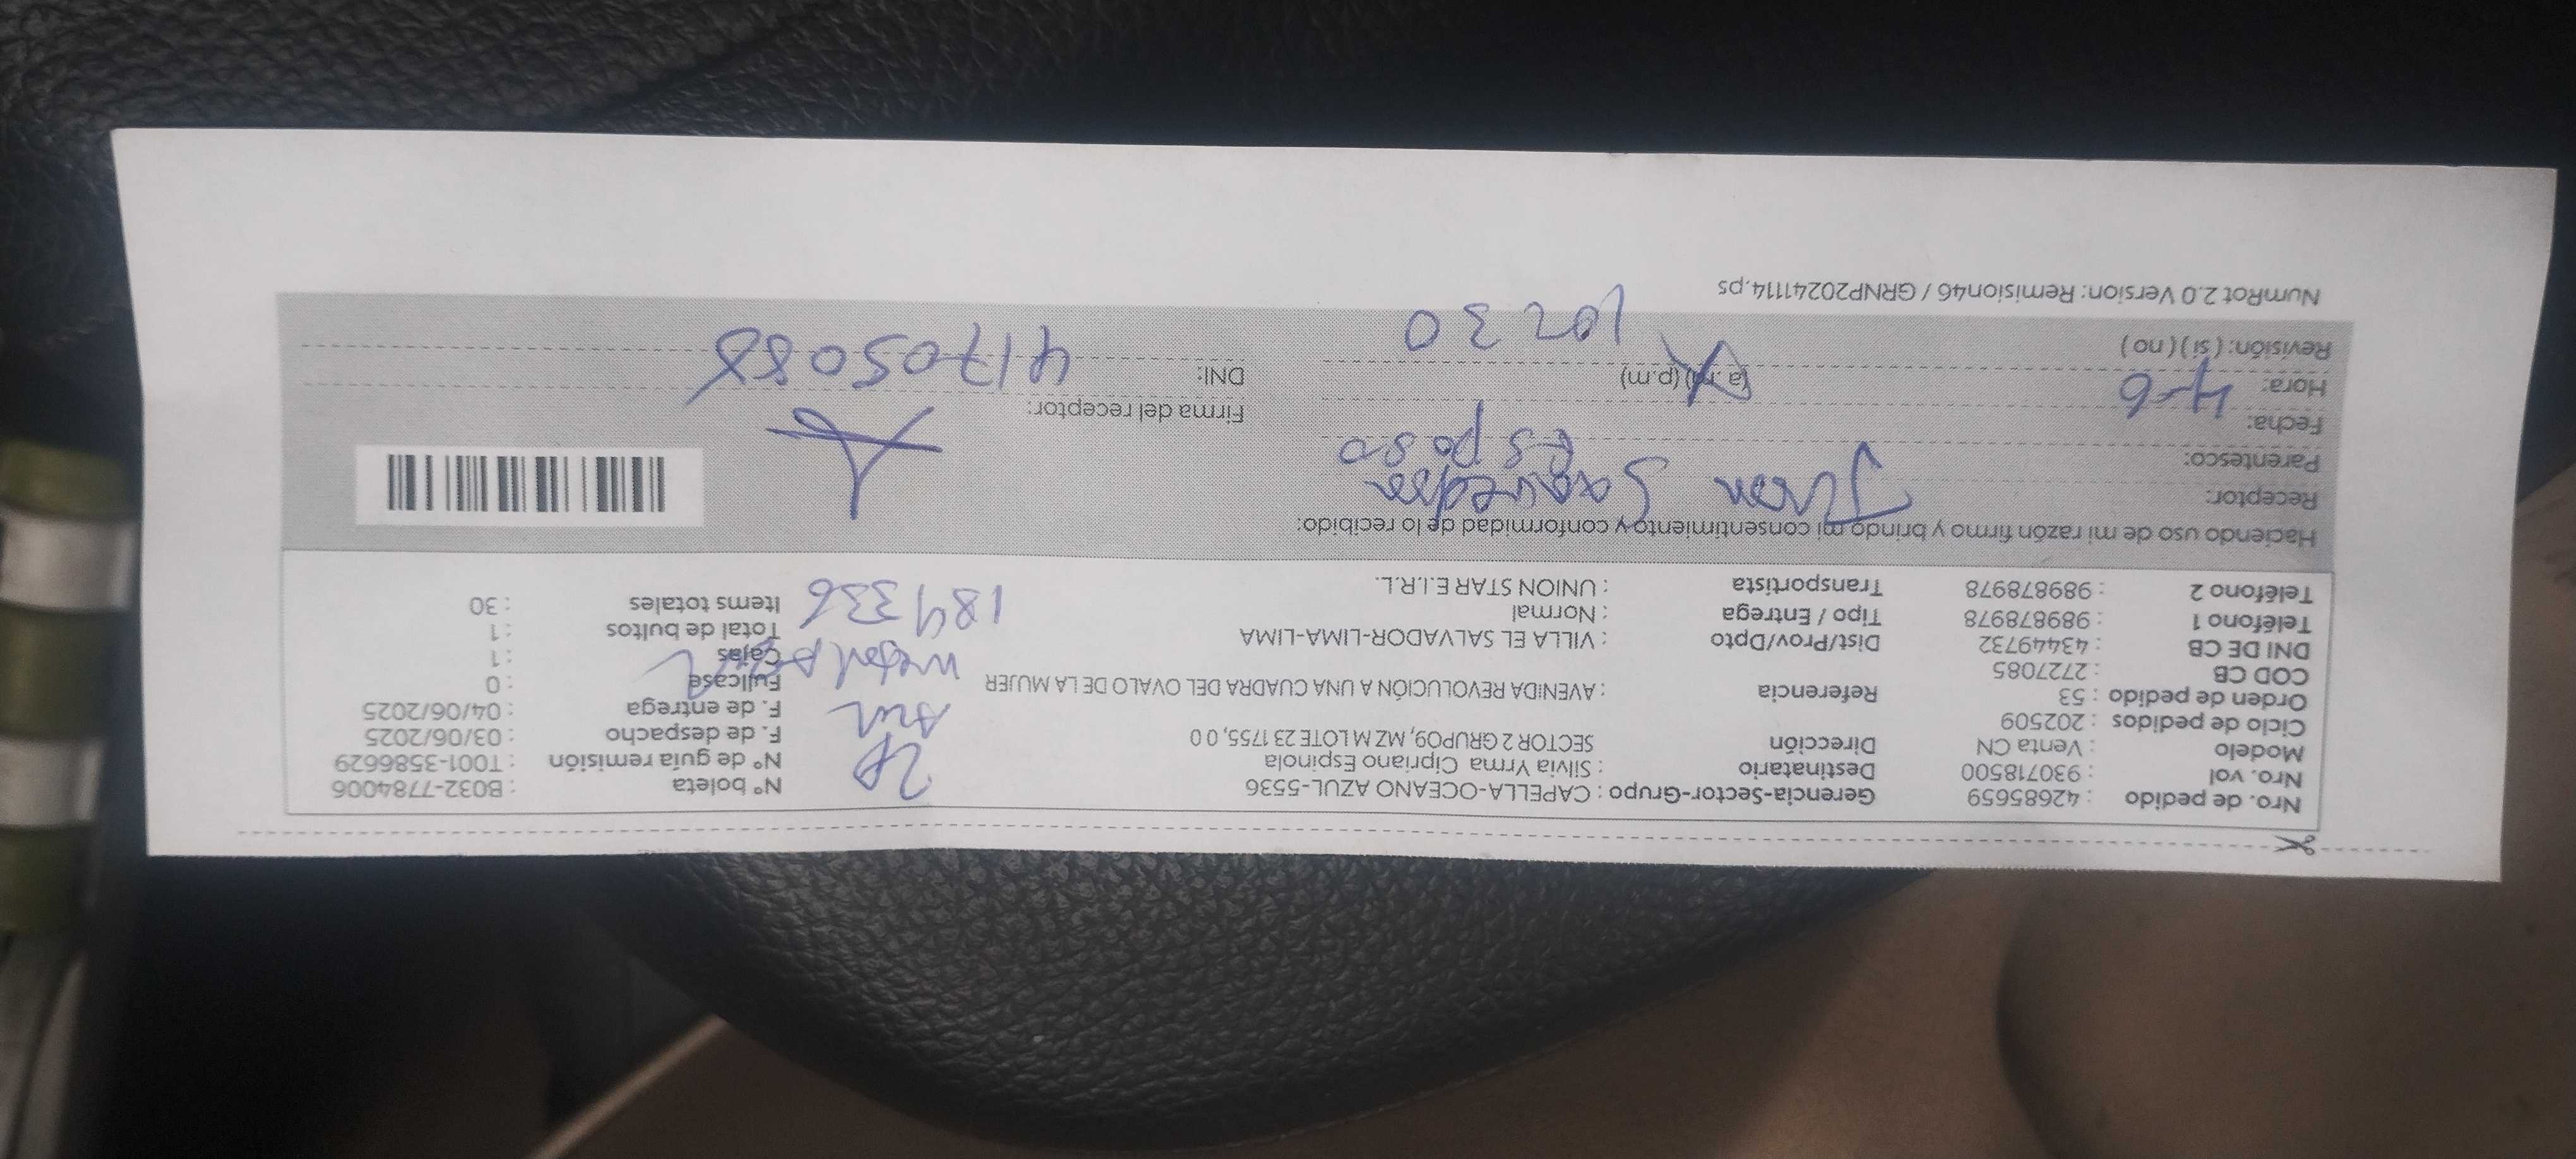 Nro. de pedido : 42685659 Gerencia-Sector-Grupo : CAPELLA-OCEANO AZUL-5536 N° boleta : B032-7784006
Nro. vol : 930718500 Destinatario : Silvia Yrma Cipriano Espinola 2P N° de guía remisión : T001-3586629
Modelo : Venta CN Dirección SECTOR 2 GRUPO9, MZ M LOTE 23 1755, 0 0 F. de despacho : 03/06/2025
Ciclo de pedidos : 202509 F. de entrega : 04/06/2025
Orden de pedido : 53 Referencia : AVENIDA REVOLUCIÓN A UNA CUADRA DEL OVALO DE LA MUJER Fullcase : 0
COD CB : 2727085 Cajas : 1
DNI DE CB : 43449732 Dist/Prov/Dpto : VILLA EL SALVADOR-LIMA-LIMA Total de bultos : 1
Teléfono 1 : 989878978 Tipo / Entrega : Normal 189336 Items totales : 30
Teléfono 2 : 989878978 Transportista : UNION STAR E.I.R.L.
Haciendo uso de mi razón firmo y brindo mi consentimiento y conformidad de lo recibido:
Receptor:
Parentesco: Esposo
Fecha: 4-6 Firma del receptor:
Hora: (a.m) (p.m) DNI: 41705088
Revisión: ( si ) ( no ) 10:30
NumRot 2.0 Version: Remision46 / GRNP20241114.ps